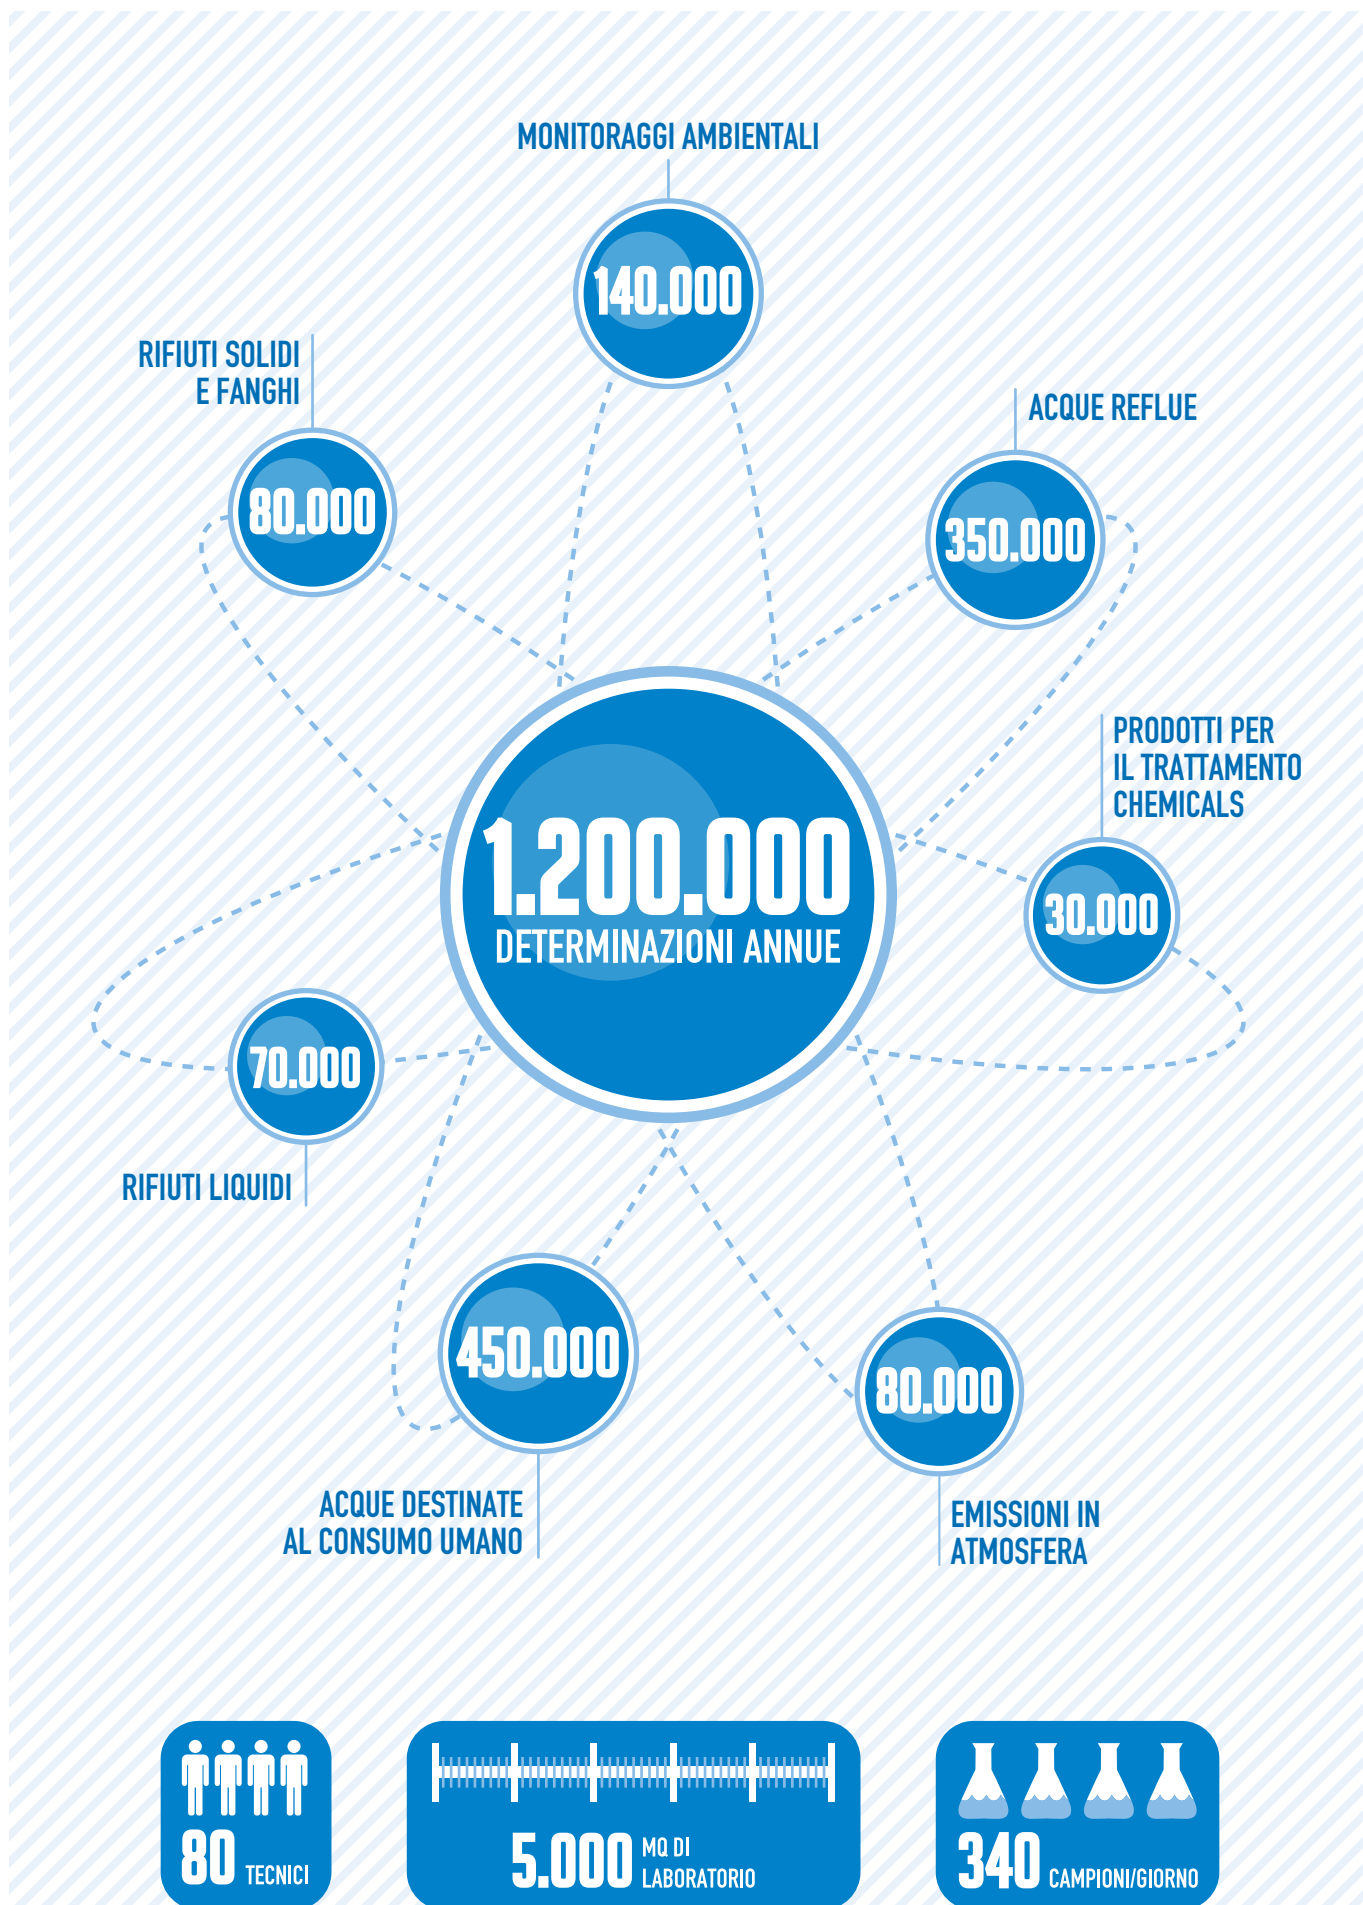 MONITORAGGI AMBIENTALI
140.000
RIFIUTI SOLIDI
E FANGHI
80.000
ACQUE REFLUE
350.000
PRODOTTI PER
IL TRATTAMENTO
CHEMICALS
30.000
1.200.000
DETERMINAZIONI ANNUE
70.000
RIFIUTI LIQUIDI
450.000
ACQUE DESTINATE
AL CONSUMO UMANO
80.000
EMISSIONI IN
ATMOSFERA
80 TECNICI
5.000 MQ DI
LABORATORIO
340 CAMPIONI/GIORNO